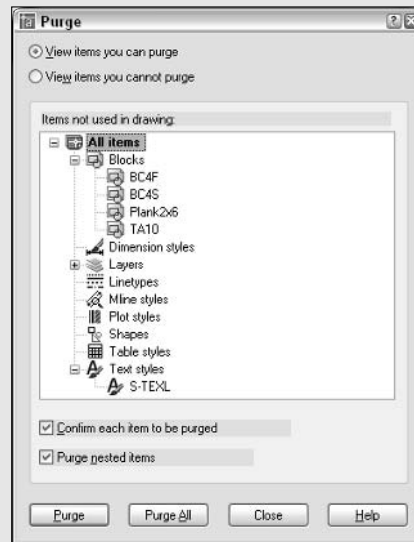 Purge
View items you can purge
View items you cannot purge
Items not used in drawing:
All items
Blocks
BC4F
BC4S
Plank2x6
TA10
Dimension styles
Layers
Linetypes
Mline styles
Plot styles
Shapes
Table styles
Text styles
S-TEXL
Confirm each item to be purged
Purge nested items
Purge Purge All Close Help